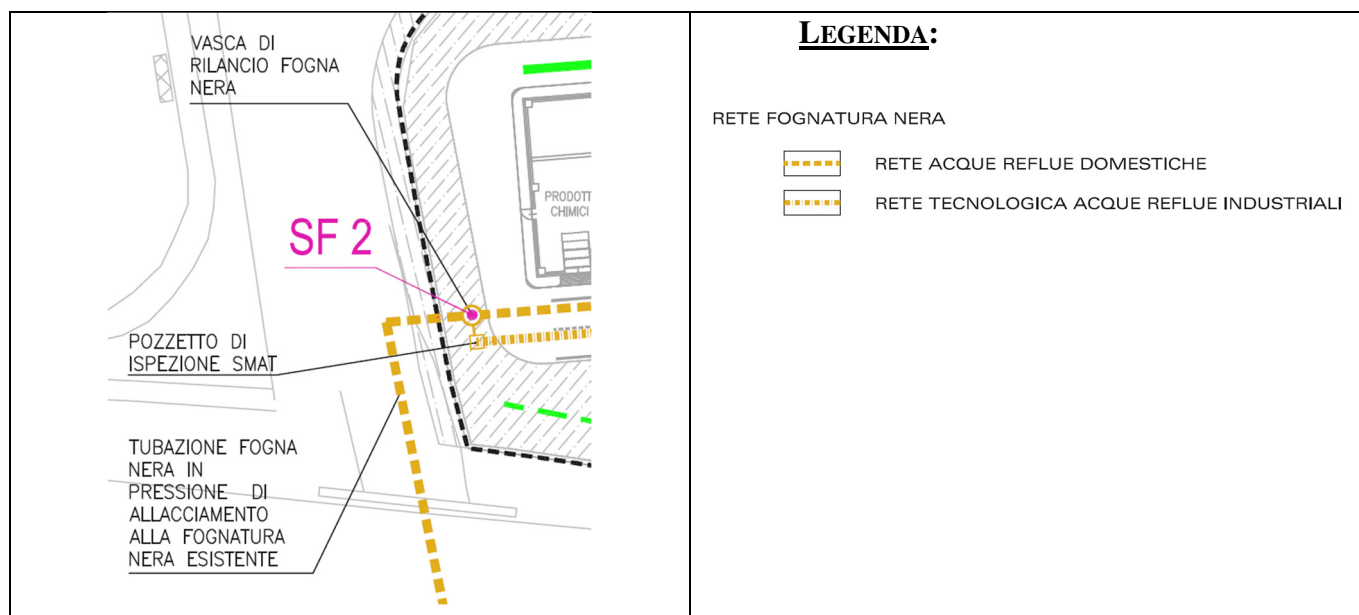 VASCA DI
RILANCIO FOGNA
NERA
PRODOTT
CHIMICI
SF 2
POZZETTO DI
ISPEZIONE SMAT
TUBAZIONE FOGNA
NERA IN
PRESSIONE DI
ALLACCIAMENTO
ALLA FOGNATURA
NERA ESISTENTE
LEGENDA:
RETE FOGNATURA NERA
RETE ACQUE REFLUE DOMESTICHE
RETE TECNOLOGICA ACQUE REFLUE INDUSTRIALI